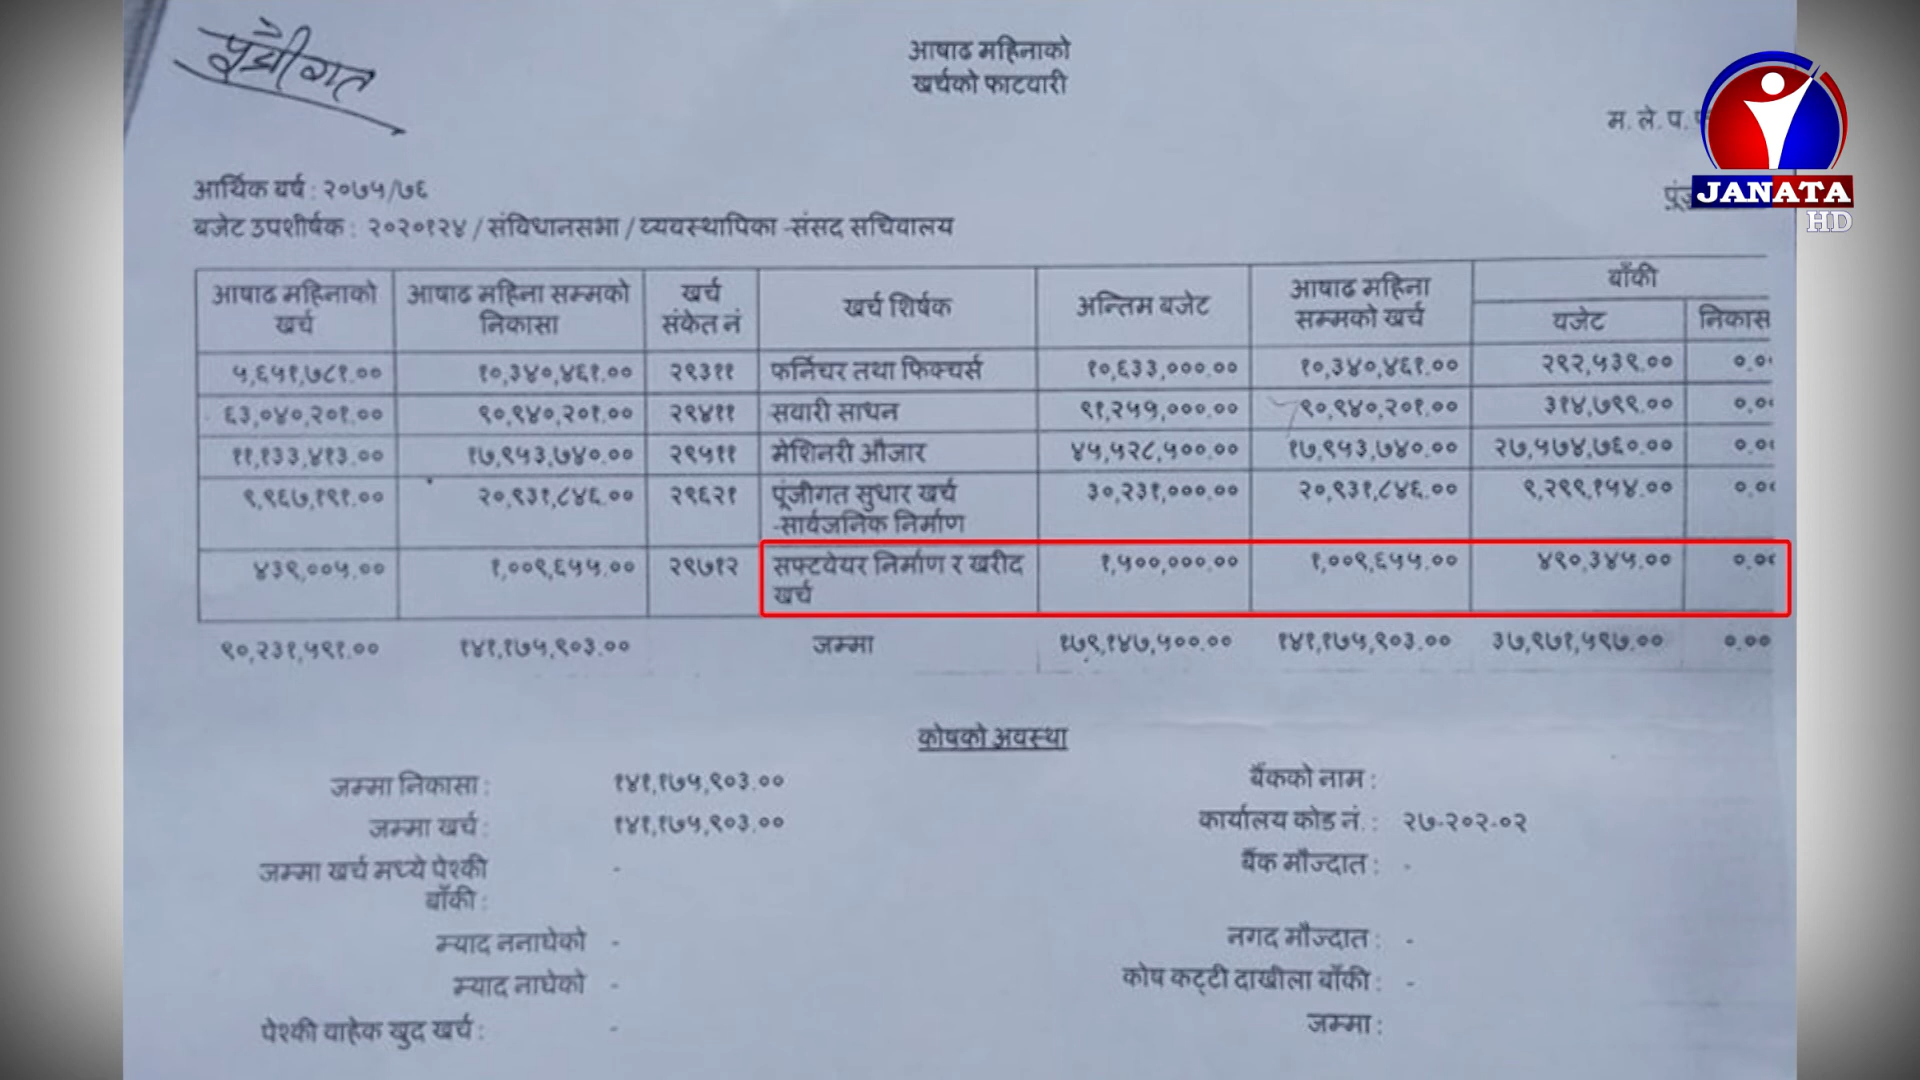 पूँजीगत
आषाढ महिनाको
खर्चको फाटवारी
म. ले. प.
JANATA
HD
आर्थिक वर्ष : २०७५/७६
बजेट उपशीर्षक : २०२०१२४ / संविधानसभा / व्यवस्थापिका -संसद सचिवालय
आषाढ महिनाको खर्च आषाढ महिना सम्मको निकासा खर्च संकेत नं खर्च शिर्षक अन्तिम बजेट आषाढ महिना सम्मको खर्च बाँकी
बजेट निकास
५,६५१,७८१.०० १०,३४०,४६१.०० २९३११ फर्निचर तथा फिक्चर्स १०,६३३,०००.०० १०,३४०,४६१.०० २९२,५३९.०० ०.०
६३,०४०,२०१.०० ९०,९४०,२०१.०० २९४११ सवारी साधन ९१,२५५,०००.०० ९०,९४०,२०१.०० ३१४,७९९.०० ०.०
११,१३३,४१३.०० १७,९५३,७४०.०० २९५११ मेशिनरी औजार ४५,५२८,५००.०० १७,९५३,७४०.०० २७,५७४,७६०.०० ०.०
९,९६७,१९१.०० २०,९३१,८४६.०० २९६२१ पूंजीगत सुधार खर्च ३०,२३१,०००.०० २०,९३१,८४६.०० ९,२९९,१५४.०० ०.०
-सार्वजनिक निर्माण
४३९,००५.०० १,००९,६५५.०० २९७१२ सफ्टवेयर निर्माण र खरीद १,५००,०००.०० १,००९,६५५.०० ४९०,३४५.०० ०.०
खर्च
९०,२३१,५९१.०० १४१,१७५,९०३.०० जम्मा १७९,१४७,५००.०० १४१,१७५,९०३.०० ३७,९७१,५९७.०० ०.००
कोषको अवस्था
जम्मा निकासा : १४१,१७५,९०३.०० बैंकको नाम :
जम्मा खर्च : १४१,१७५,९०३.०० कार्यालय कोड नं. : २७-२०२-०२
जम्मा खर्च मध्ये पेश्की - बैंक मौज्दात : -
बाँकी :
म्याद ननाघेको - नगद मौज्दात : -
म्याद नाघेको - कोष कट्टी दाखीला बाँकी : -
पेश्की वाहेक खुद खर्च : - जम्मा :